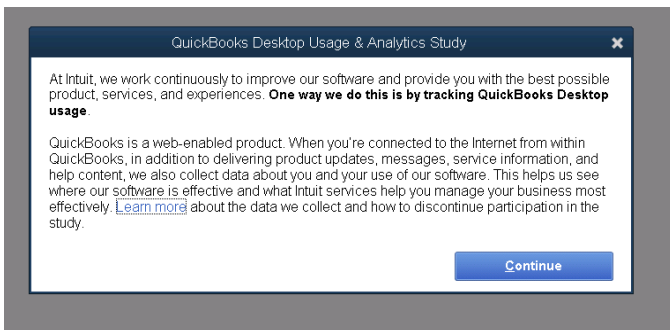 QuickBooks Desktop Usage & Analytics Study
At Intuit, we work continuously to improve our software and provide you with the best possible
product, services, and experiences. One way we do this is by tracking QuickBooks Desktop
usage.
QuickBooks is a web-enabled product. When you're connected to the Internet from within
QuickBooks, in addition to delivering product updates, messages, service information, and
help content, we also collect data about you and your use of our software. This helps us see
where our software is effective and what Intuit services help you manage your business most
effectively. Learn more about the data we collect and how to discontinue participation in the
study.
Continue